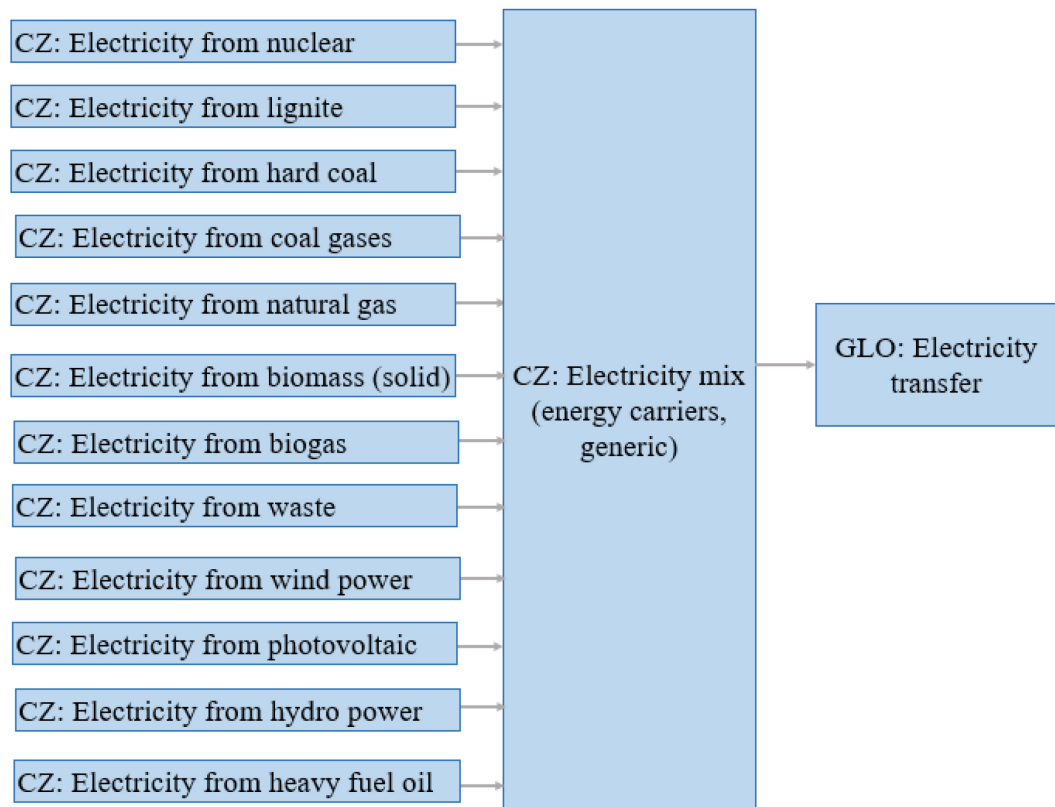 CZ: Electricity from nuclear
CZ: Electricity from lignite
CZ: Electricity from hard coal
CZ: Electricity from coal gases
CZ: Electricity from natural gas
CZ: Electricity from biomass (solid)
CZ: Electricity from biogas
CZ: Electricity from waste
CZ: Electricity from wind power
CZ: Electricity from photovoltaic
CZ: Electricity from hydro power
CZ: Electricity from heavy fuel oil
CZ: Electricity mix
(energy carriers,
generic)
GLO: Electricity
transfer